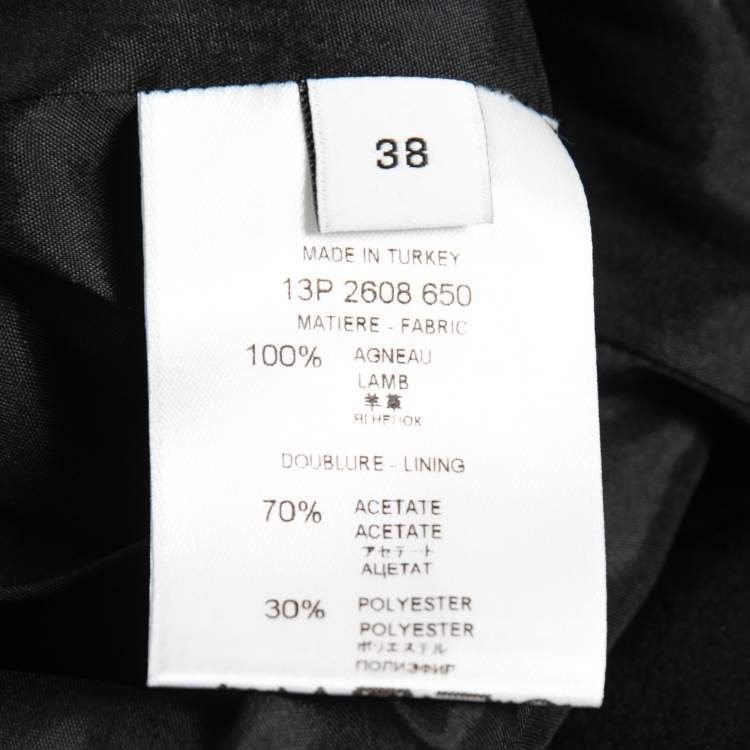 38
MADE IN TURKEY
13P 2608 650
MATIERE - FABRIC
100% AGNEAU
LAMB
羊革
ЯГНЕНОК
DOUBLURE - LINING
70% ACETATE
ACETATE
アセテート
АЦЕТАТ
30% POLYESTER
POLYESTER
ポリエステル
ПОЛИЭФИР